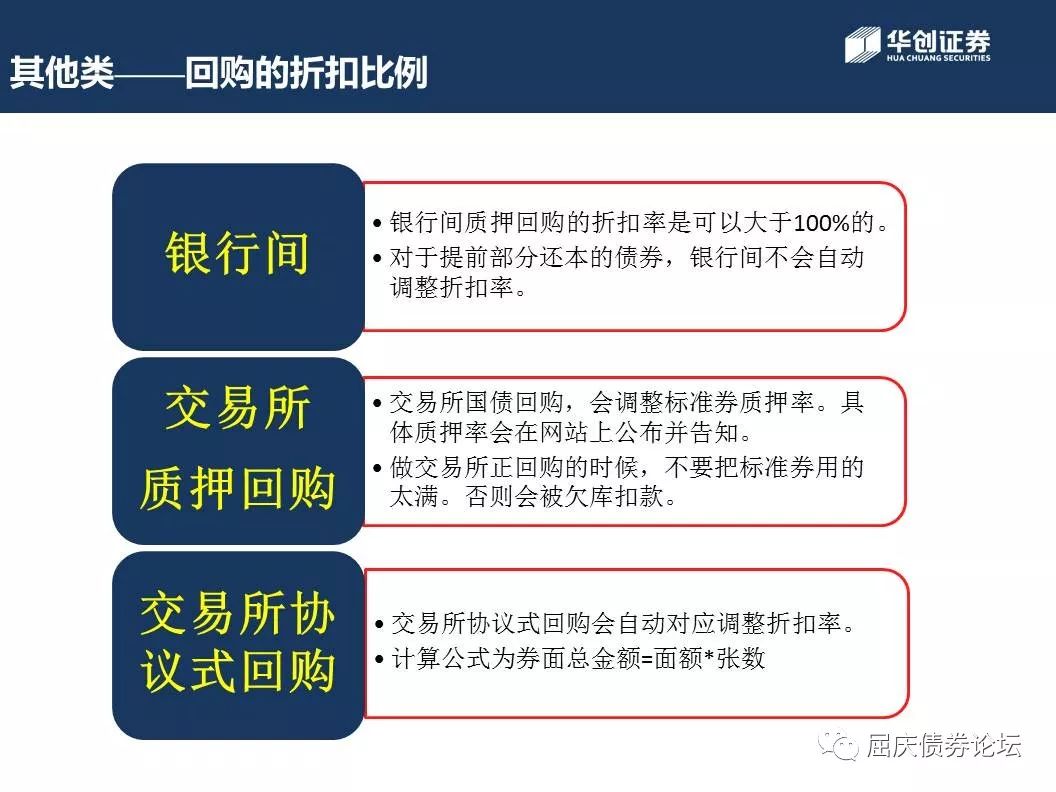 其他类——回购的折扣比例
华创证券
HUA CHUANG SECURITIES
银行间
• 银行间质押回购的折扣率是可以大于100%的。
• 对于提前部分还本的债券，银行间不会自动
调整折扣率。
交易所
质押回购
• 交易所国债回购，会调整标准券质押率。具
体质押率会在网站上公布并告知。
• 做交易所正回购的时候，不要把标准券用的
太满。否则会被欠库扣款。
交易所协
议式回购
• 交易所协议式回购会自动对应调整折扣率。
• 计算公式为券面总金额=面额*张数
屈庆债券论坛